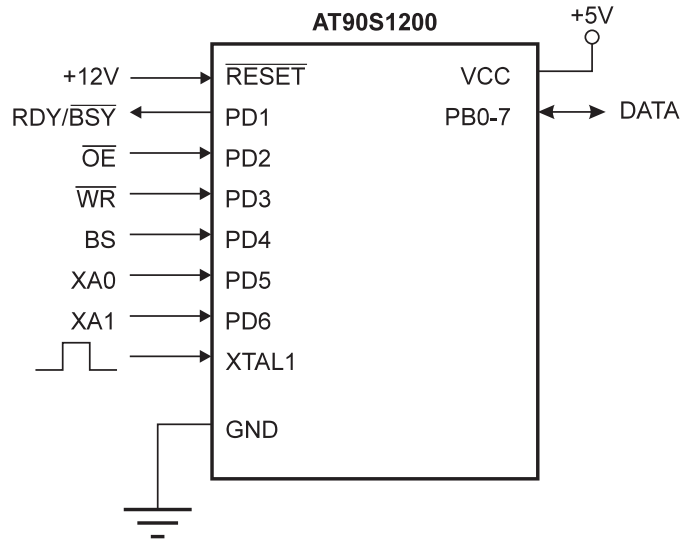 AT90S1200
+5V
+12V RESET VCC
RDY/BSY PD1 PB0-7 DATA
OE PD2
WR PD3
BS PD4
XA0 PD5
XA1 PD6
XTAL1
GND